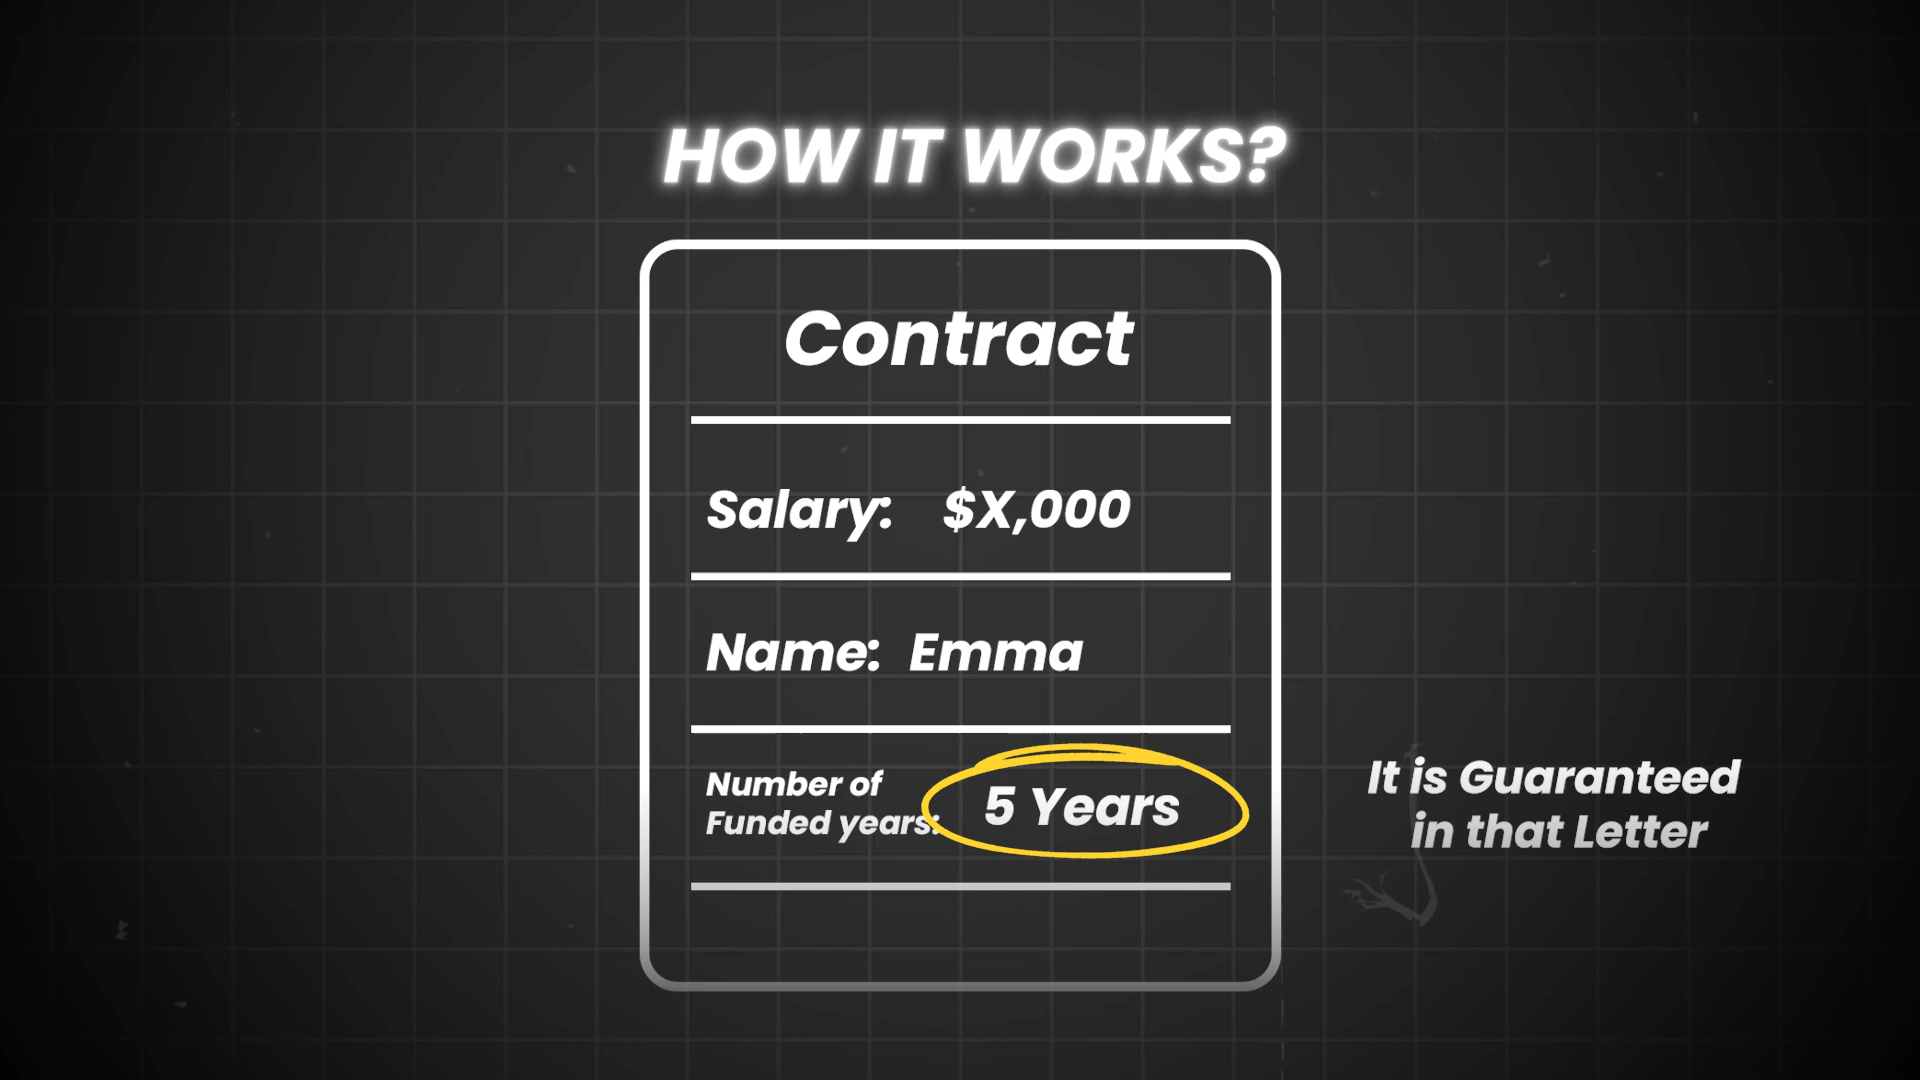 HOW IT WORKS?
Contract
Salary: $X,000
Name: Emma
Number of
Funded years: 5 Years
It is Guaranteed
in that Letter